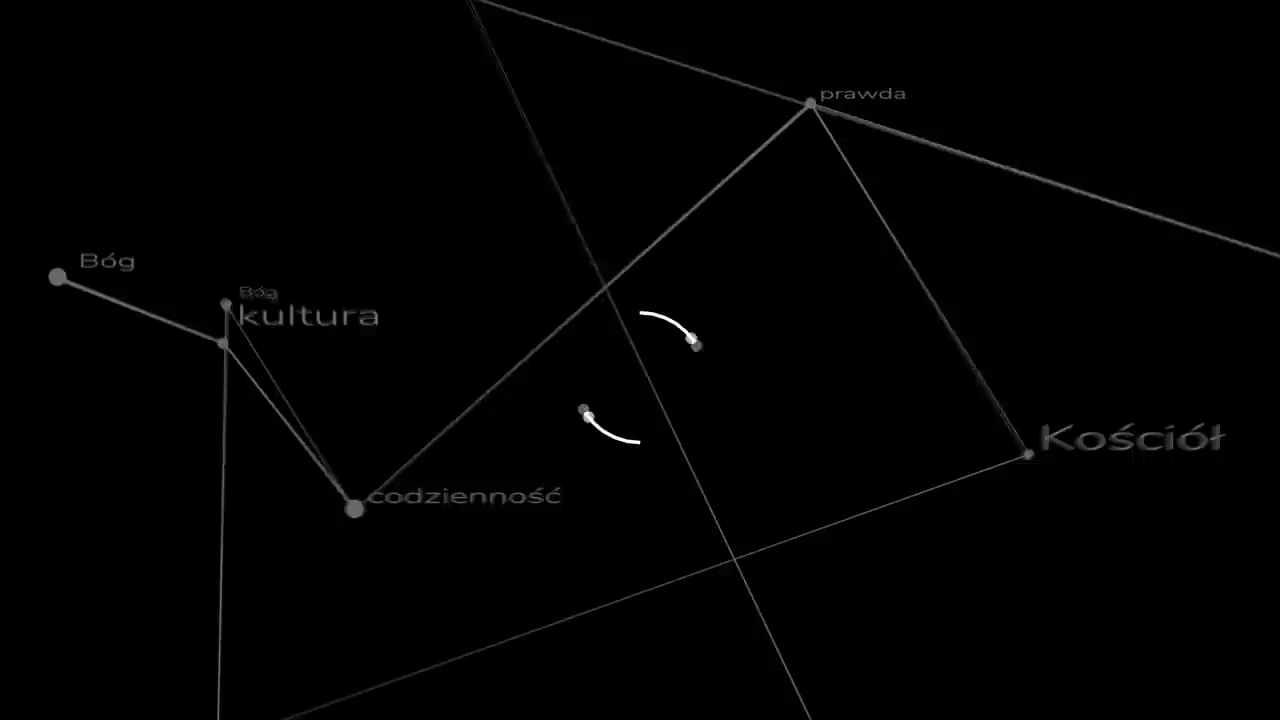 prawda
Bóg
Bóg
kultura
Kościół
codzienność